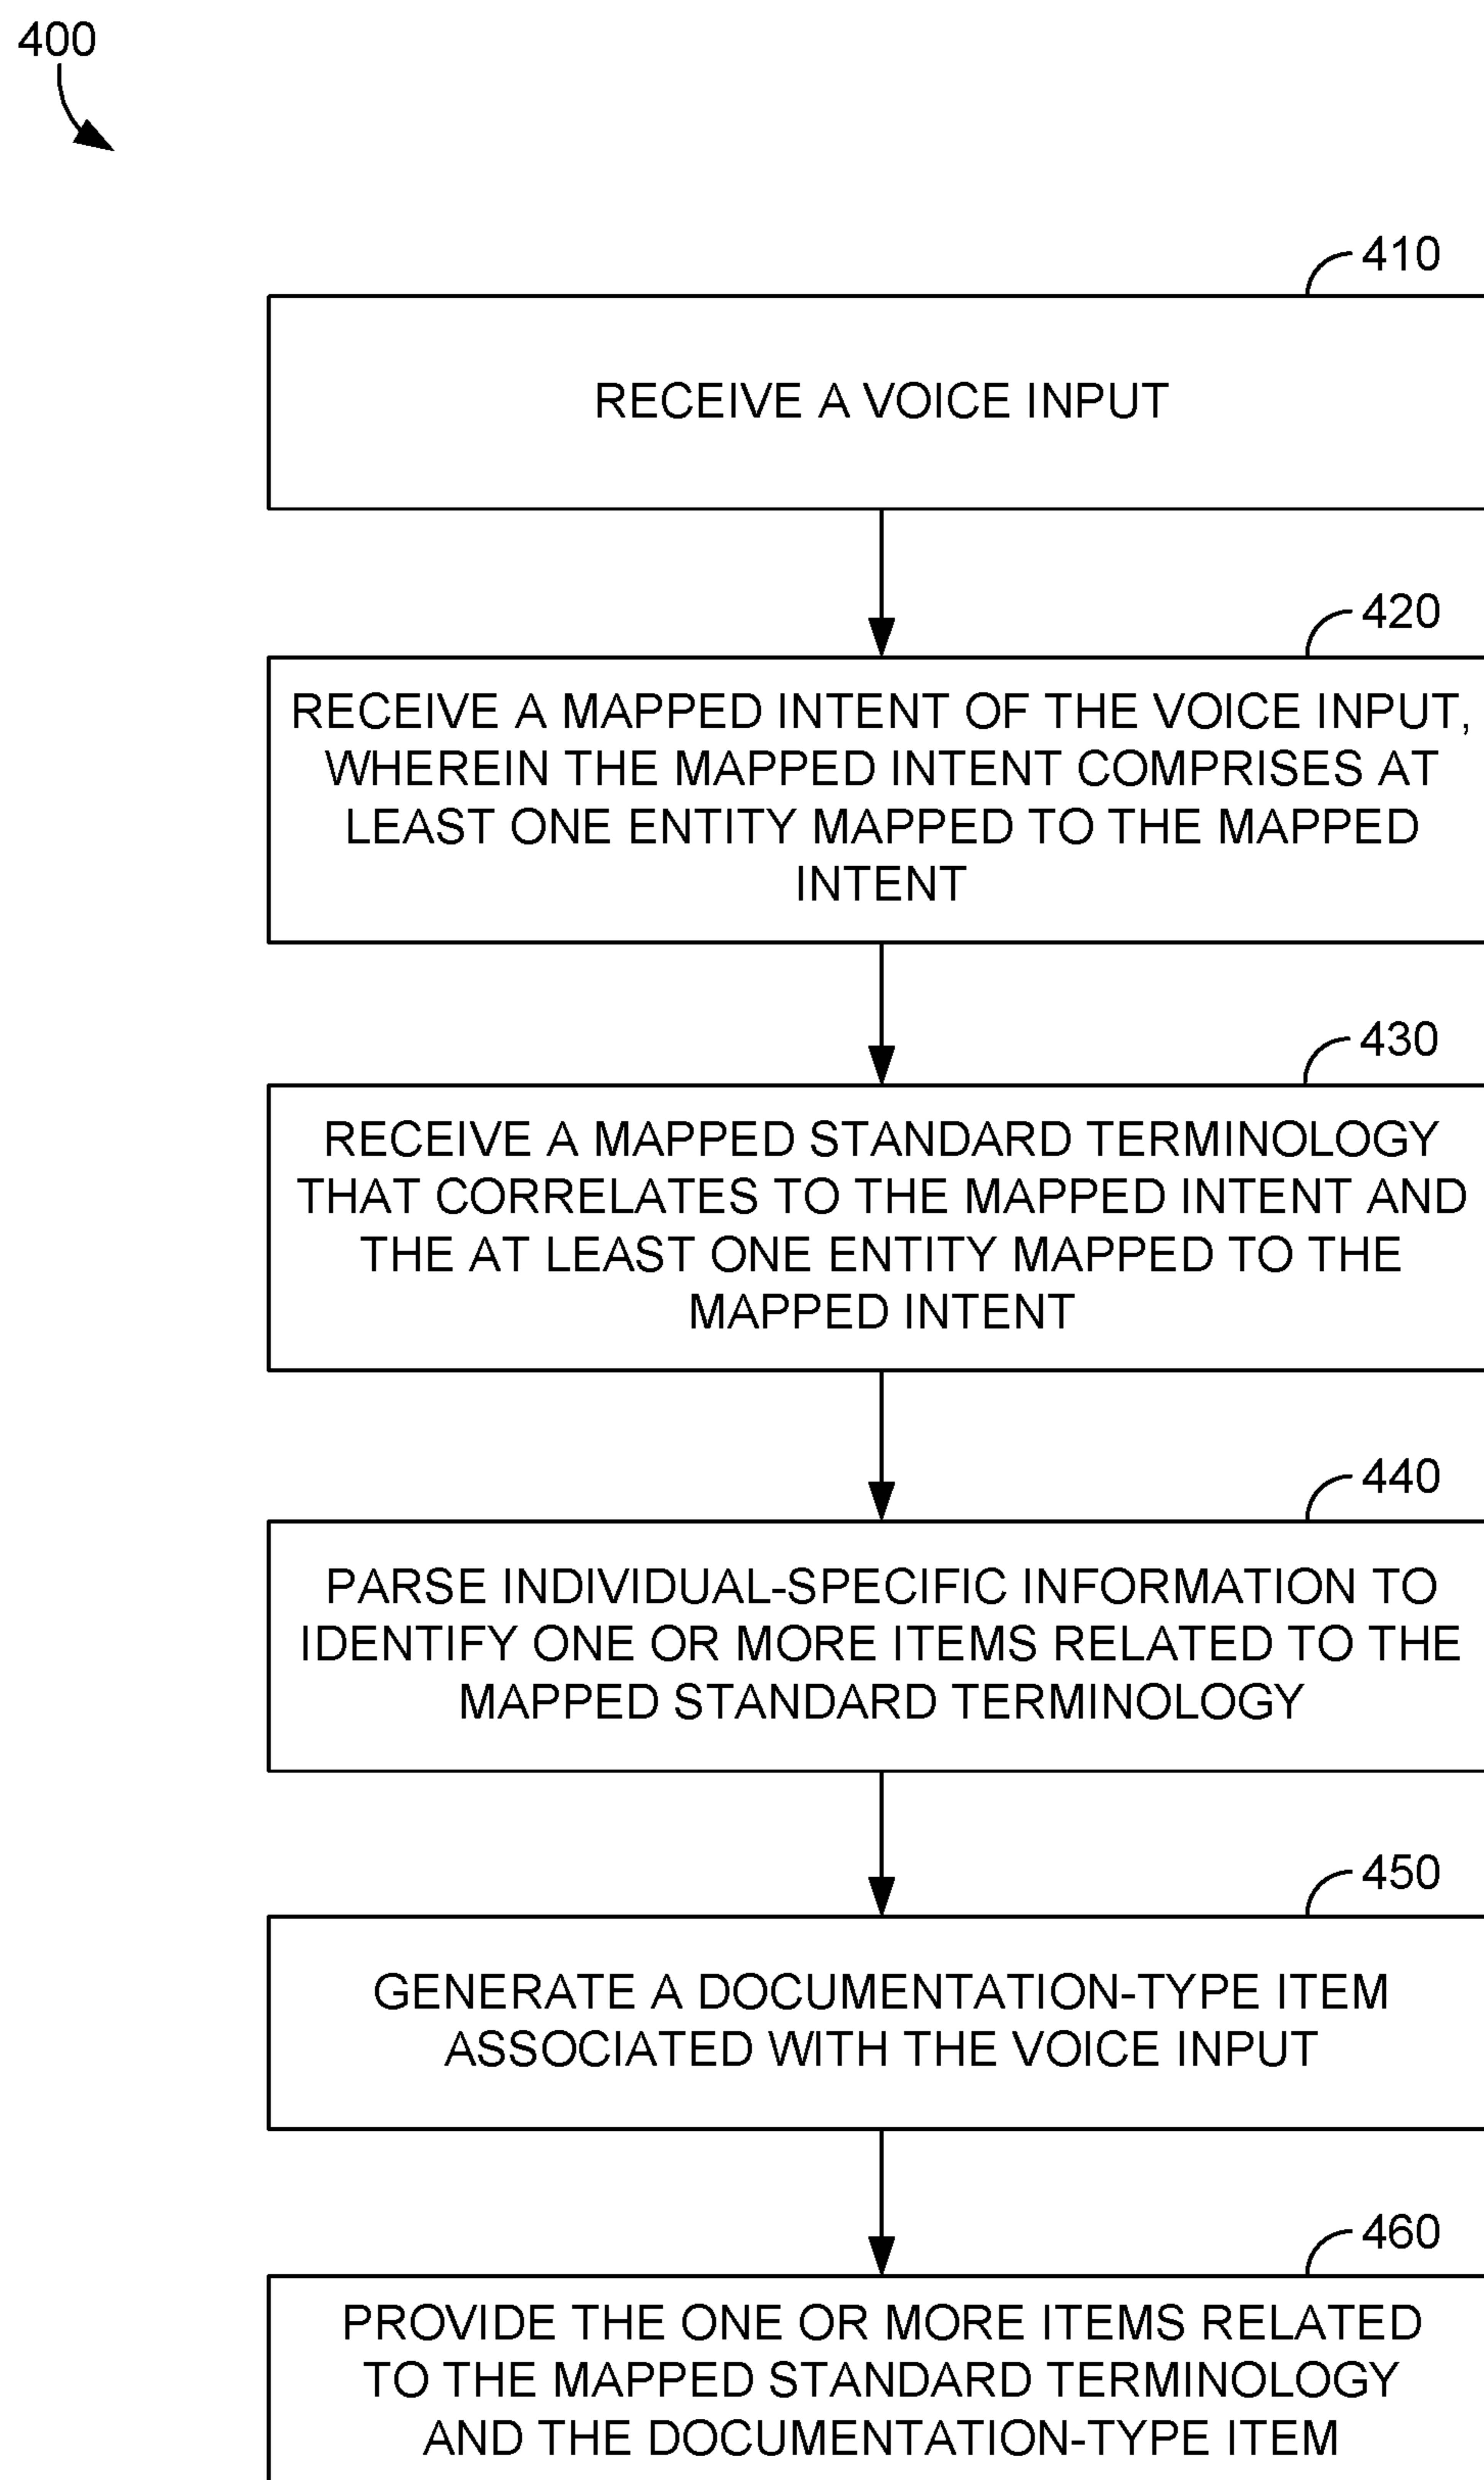 400
410
RECEIVE A VOICE INPUT
420
RECEIVE A MAPPED INTENT OF THE VOICE INPUT,
WHEREIN THE MAPPED INTENT COMPRISES AT
LEAST ONE ENTITY MAPPED TO THE MAPPED
INTENT
430
RECEIVE A MAPPED STANDARD TERMINOLOGY
THAT CORRELATES TO THE MAPPED INTENT AND
THE AT LEAST ONE ENTITY MAPPED TO THE
MAPPED INTENT
440
PARSE INDIVIDUAL-SPECIFIC INFORMATION TO
IDENTIFY ONE OR MORE ITEMS RELATED TO THE
MAPPED STANDARD TERMINOLOGY
450
GENERATE A DOCUMENTATION-TYPE ITEM
ASSOCIATED WITH THE VOICE INPUT
460
PROVIDE THE ONE OR MORE ITEMS RELATED
TO THE MAPPED STANDARD TERMINOLOGY
AND THE DOCUMENTATION-TYPE ITEM